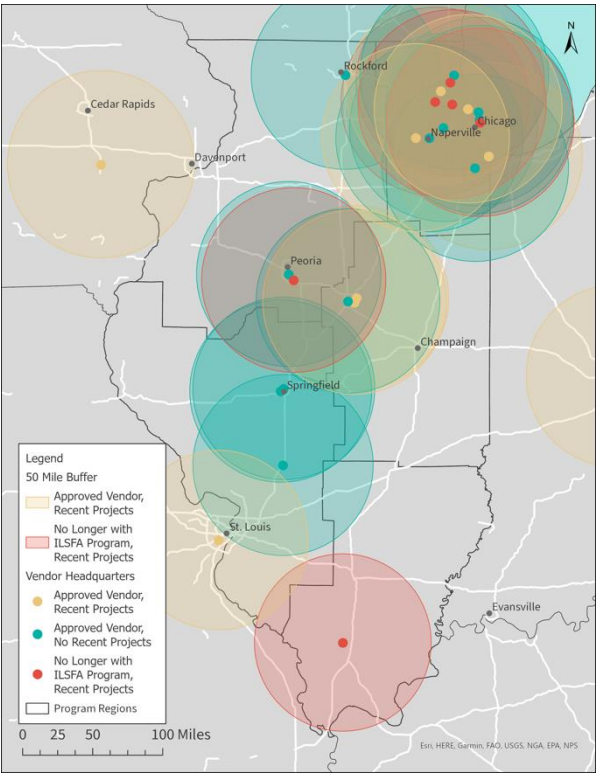 N
Rockford
Cedar Rapids
Chicago
Naperville
Davenport
Peoria
Champaign
Springfield
Legend
50 Mile Buffer
Approved Vendor,
Recent Projects
No Longer with
ILSFA Program,
Recent Projects
Vendor Headquarters
Approved Vendor,
Recent Projects
Approved Vendor,
No Recent Projects
No Longer with
ILSFA Program,
Recent Projects
Program Regions
St. Louis
Evansville
0 25 50 100 Miles
Esri, HERE, Garmin, FAO, USGS, NGA, EPA, NPS